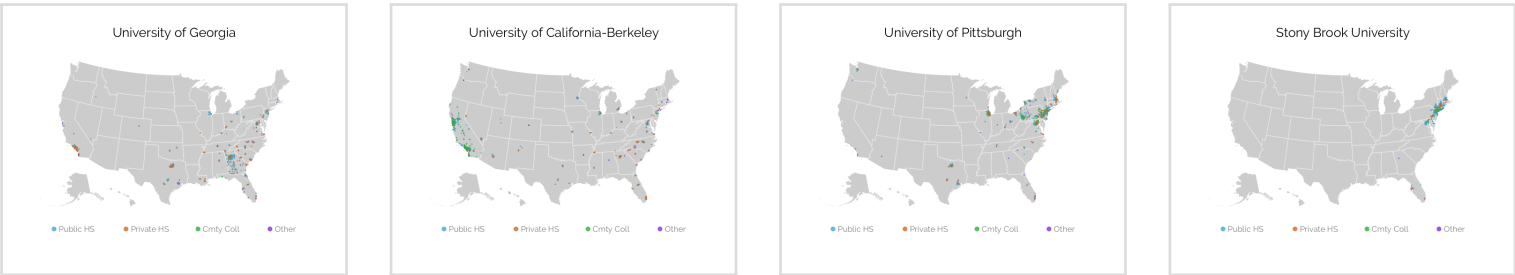 University of Georgia
Public HS Private HS Cmty Coll Other
University of California-Berkeley
Public HS Private HS Cmty Coll Other
University of Pittsburgh
Public HS Private HS Cmty Coll Other
Stony Brook University
Public HS Private HS Cmty Coll Other